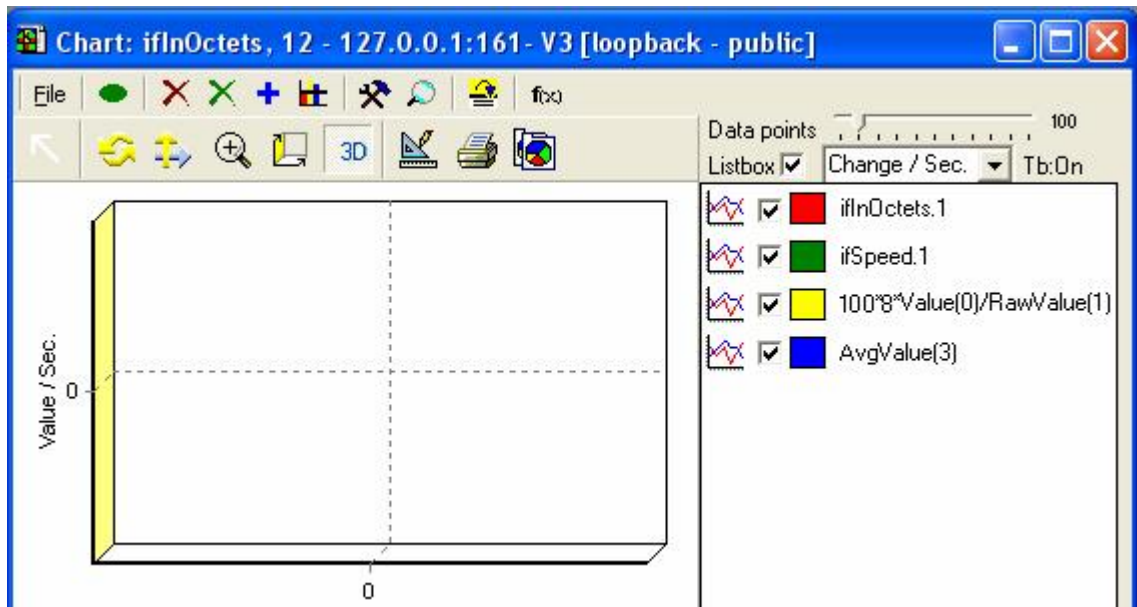 Chart: ifInOctets, 12 - 127.0.0.1:161- V3 [loopback - public]
File
f(x)
3D
Data points
100
Listbox
Change / Sec.
Tb:On
ifInOctets.1
ifSpeed.1
100*8*Value(0)/RawValue(1)
AvgValue(3)
Value / Sec.
0
0